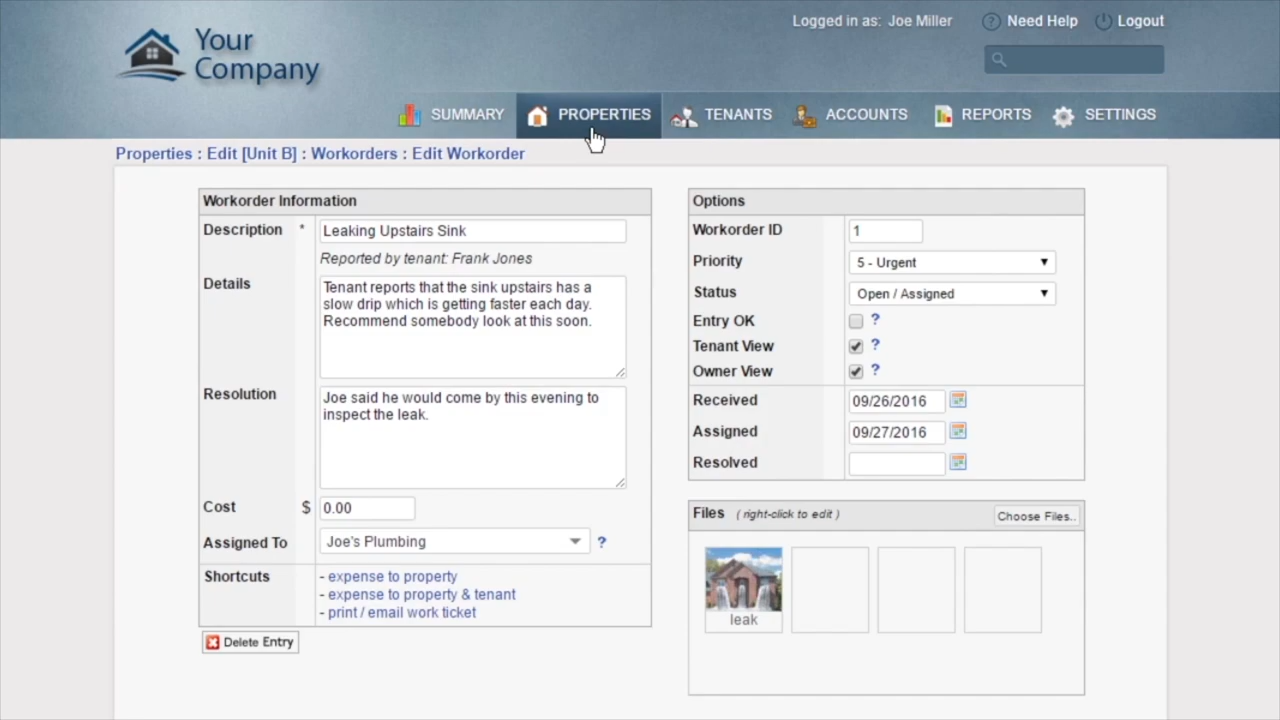 Your
Company
Logged in as: Joe Miller
Need Help
Logout
SUMMARY
PROPERTIES
TENANTS
ACCOUNTS
REPORTS
SETTINGS
Properties : Edit [Unit B] : Workorders : Edit Workorder
Workorder Information
Description *
Leaking Upstairs Sink
Reported by tenant: Frank Jones
Details
Tenant reports that the sink upstairs has a
slow drip which is getting faster each day.
Recommend somebody look at this soon.
Resolution
Joe said he would come by this evening to
inspect the leak.
Cost $ 0.00
Assigned To Joe's Plumbing ?
Shortcuts
- expense to property
- expense to property & tenant
- print / email work ticket
Delete Entry
Options
Workorder ID 1
Priority 5 - Urgent
Status Open / Assigned
Entry OK ?
Tenant View ?
Owner View ?
Received 09/26/2016
Assigned 09/27/2016
Resolved
Files ( right-click to edit )
Choose Files..
leak